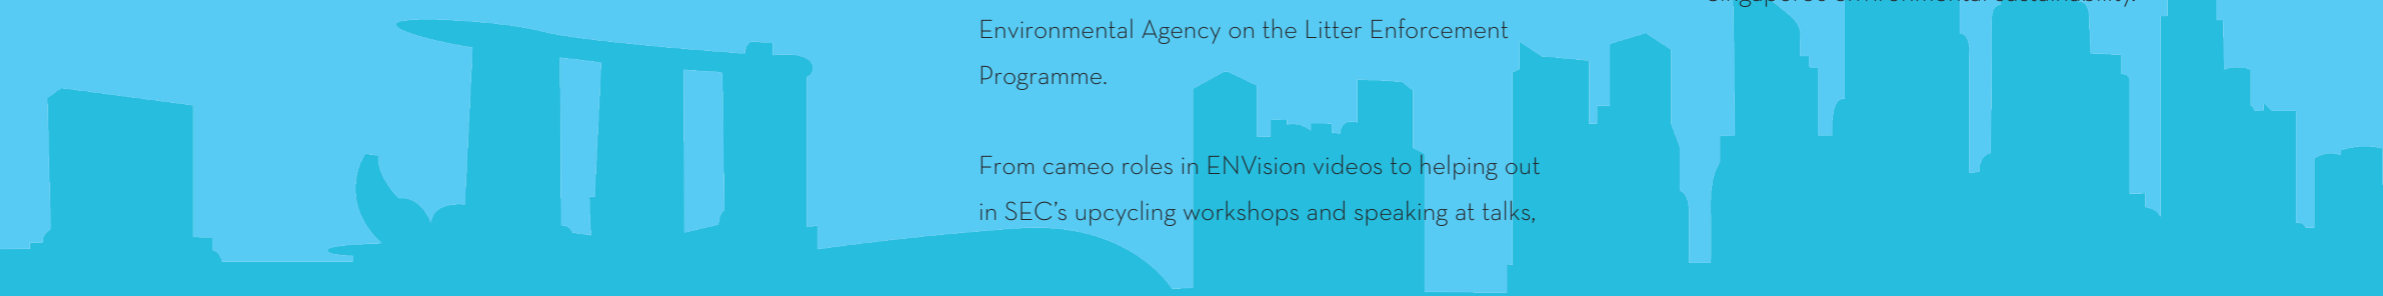 Environmental Agency on the Litter Enforcement
Programme.
From cameo roles in ENVision videos to helping out
in SEC's upcycling workshops and speaking at talks,